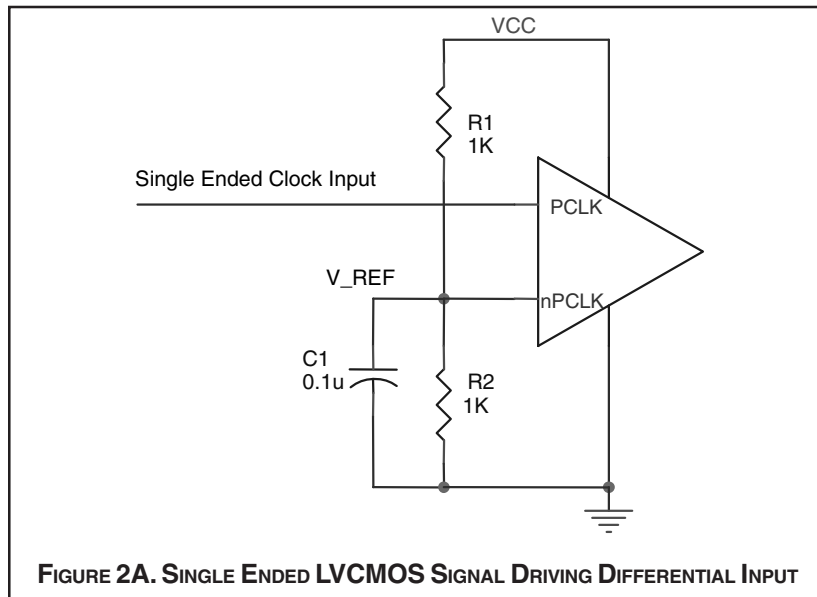 VCC
R1
1K
Single Ended Clock Input
PCLK
V_REF
nPCLK
C1
0.1u
R2
1K
FIGURE 2A. SINGLE ENDED LVCMOS SIGNAL DRIVING DIFFERENTIAL INPUT